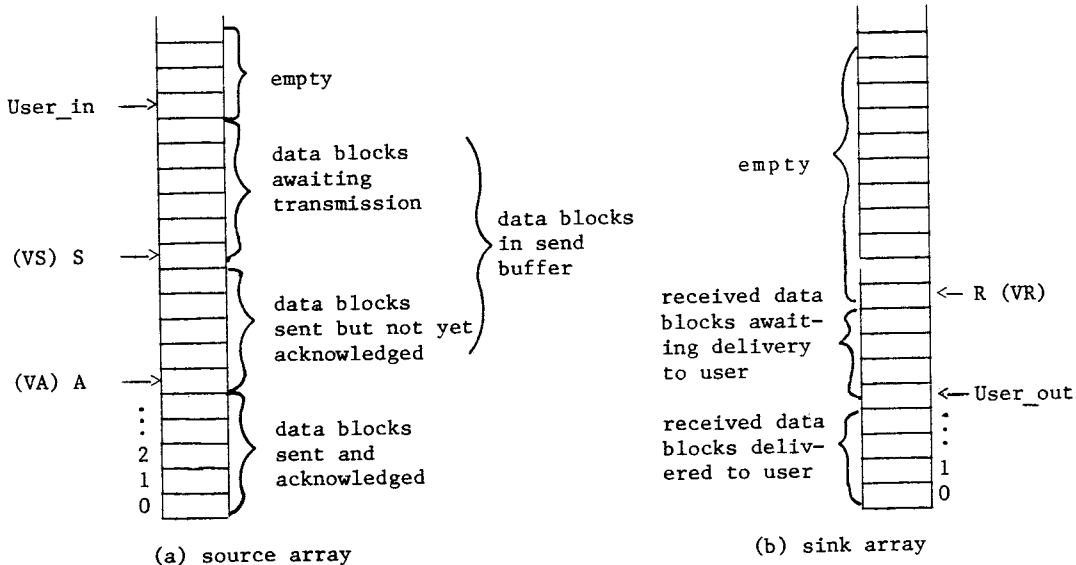 empty
User_in
data blocks
awaiting
transmission
data blocks
in send
buffer
(VS) S
data blocks
sent but not yet
acknowledged
(VA) A
data blocks
sent and
acknowledged
2
1
0
(a) source array
empty
R (VR)
received data
blocks await-
ing delivery
to user
User_out
received data
blocks deliv-
ered to user
1
0
(b) sink array